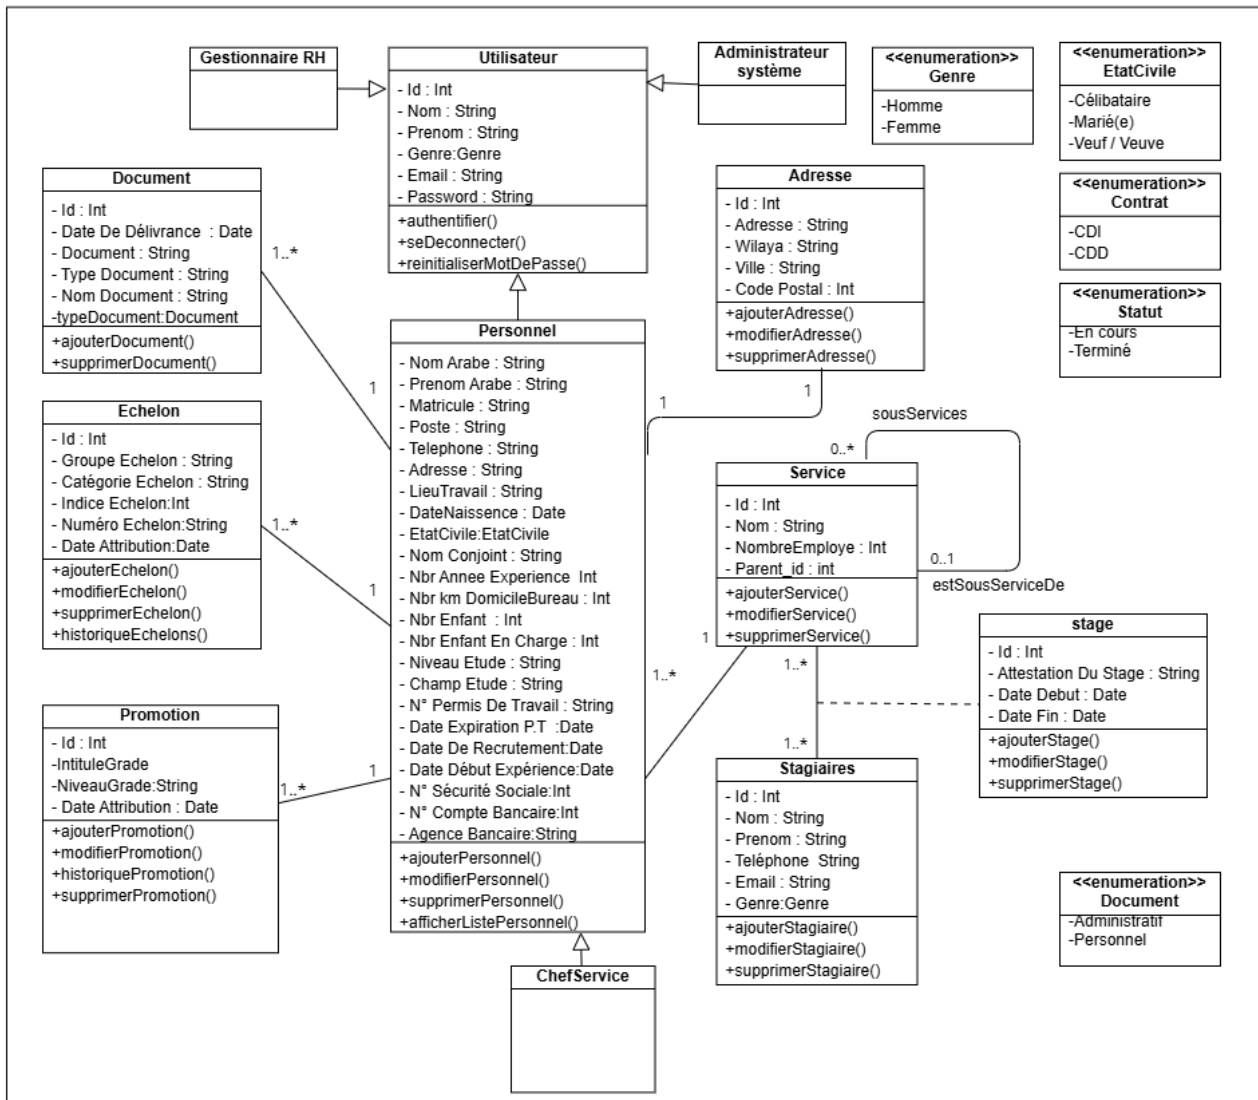 Gestionnaire RH
Utilisateur
- Id : Int
- Nom : String
- Prenom : String
- Genre:Genre
- Email : String
- Password : String
+authentifier()
+seDeconnecter()
+reinitialiserMotDePasse()
Administrateur
système
<<enumeration>>
Genre
-Homme
-Femme
<<enumeration>>
EtatCivile
-Célibataire
-Marié(e)
-Veuf / Veuve
Document
- Id : Int
- Date De Délivrance : Date
- Document : String
- Type Document : String
- Nom Document : String
-typeDocument:Document
+ajouterDocument()
+supprimerDocument()
1..*
1
Adresse
- Id : Int
- Adresse : String
- Wilaya : String
- Ville : String
- Code Postal : Int
+ajouterAdresse()
+modifierAdresse()
+supprimerAdresse()
1
1
<<enumeration>>
Contrat
-CDI
-CDD
<<enumeration>>
Statut
-En cours
-Terminé
Personnel
- Nom Arabe : String
- Prenom Arabe : String
- Matricule : String
- Poste : String
- Telephone : String
- Adresse : String
- LieuTravail : String
- DateNaissence : Date
- EtatCivile:EtatCivile
- Nom Conjoint : String
- Nbr Annee Experience Int
- Nbr km DomicileBureau : Int
- Nbr Enfant : Int
- Nbr Enfant En Charge : Int
- Niveau Etude : String
- Champ Etude : String
- N° Permis De Travail : String
- Date Expiration P.T :Date
- Date De Recrutement:Date
- Date Début Expérience:Date
- N° Sécurité Sociale:Int
- N° Compte Bancaire:Int
- Agence Bancaire:String
+ajouterPersonnel()
+modifierPersonnel()
+supprimerPersonnel()
+afficherListePersonnel()
Echelon
- Id : Int
- Groupe Echelon : String
- Catégorie Echelon : String
- Indice Echelon:Int
- Numéro Echelon:String
- Date Attribution:Date
+ajouterEchelon()
+modifierEchelon()
+supprimerEchelon()
+historiqueEchelons()
1..*
1
sousServices
0..*
Service
- Id : Int
- Nom : String
- NombreEmploye : Int
- Parent_id : int
+ajouterService()
+modifierService()
+supprimerService()
0..1
estSousServiceDe
1
1..*
1..*
1..*
stage
- Id : Int
- Attestation Du Stage : String
- Date Debut : Date
- Date Fin : Date
+ajouterStage()
+modifierStage()
+supprimerStage()
Promotion
- Id : Int
-IntituleGrade
-NiveauGrade:String
- Date Attribution : Date
+ajouterPromotion()
+modifierPromotion()
+historiquePromotion()
+supprimerPromotion()
1..*
1
Stagiaires
- Id : Int
- Nom : String
- Prenom : String
- Teléphone String
- Email : String
- Genre:Genre
+ajouterStagiaire()
+modifierStagiaire()
+supprimerStagiaire()
<<enumeration>>
Document
-Administratif
-Personnel
ChefService